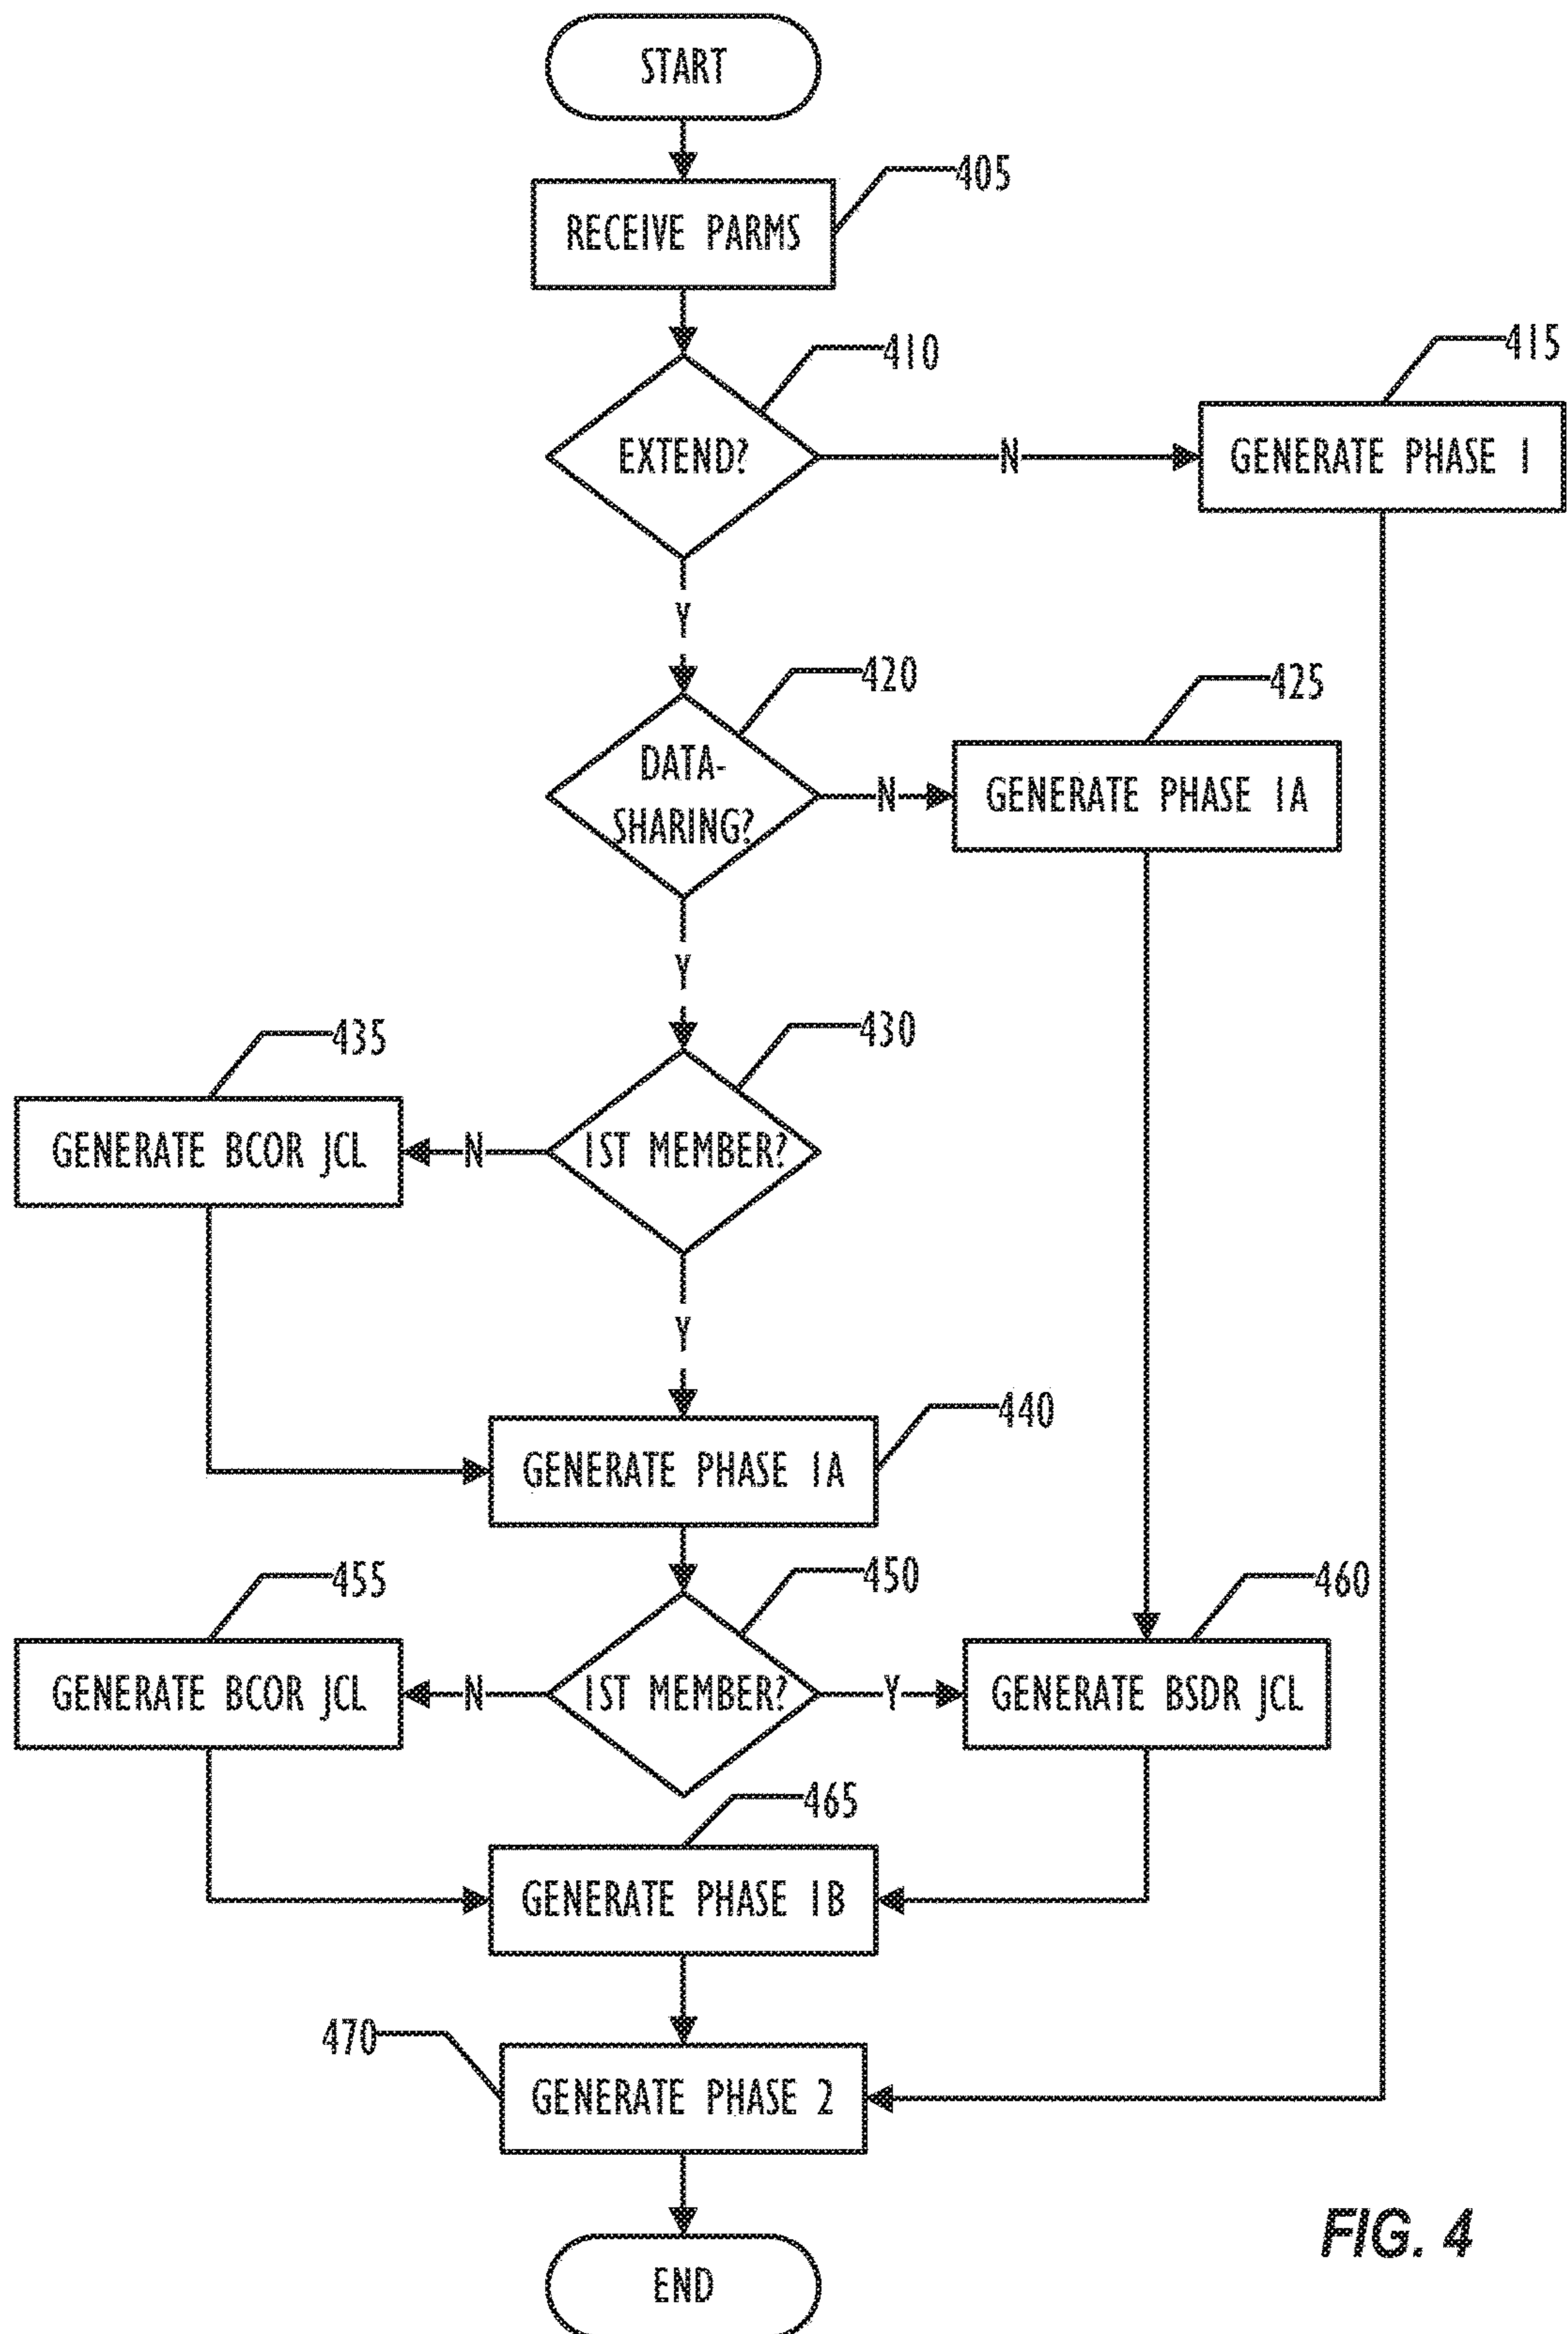 START
405
RECEIVE PARMS
410
415
EXTEND?
N
GENERATE PHASE 1
Y
420
425
DATA-
SHARING?
N
GENERATE PHASE 1A
Y
430
435
1ST MEMBER?
N
GENERATE BCOR JCL
Y
440
GENERATE PHASE 1A
450
455
460
GENERATE BCOR JCL
N
1ST MEMBER?
Y
GENERATE BSDR JCL
465
GENERATE PHASE 1B
470
GENERATE PHASE 2
END
FIG. 4